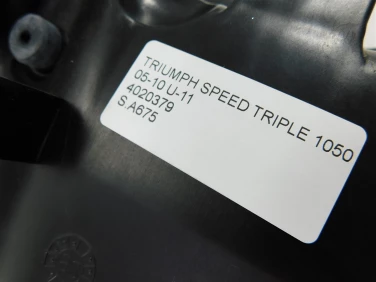 TRIUMPH SPEED TRIPLE 1050
05-10 U-11
4020379
S.A675